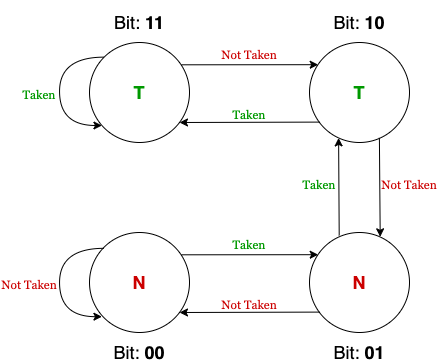 Bit: 11
Bit: 10
Not Taken
Taken
T
T
Taken
Taken
Not Taken
Taken
Not Taken
N
N
Not Taken
Bit: 00
Bit: 01